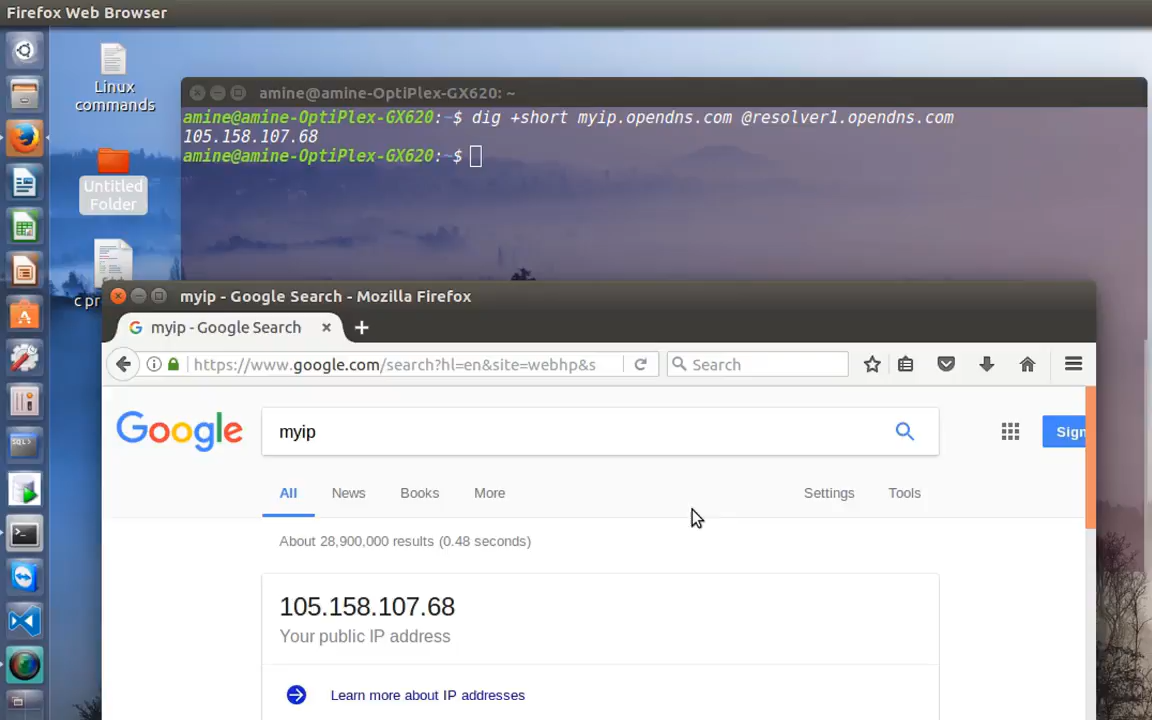 Firefox Web Browser
Linux
commands
Untitled
Folder
c pr
amine@amine-OptiPlex-GX620: ~
amine@amine-OptiPlex-GX620:~$ dig +short myip.opendns.com @resolver1.opendns.com
105.158.107.68
amine@amine-OptiPlex-GX620:~$
myip - Google Search - Mozilla Firefox
myip - Google Search
https://www.google.com/search?hl=en&site=webhp&s
Search
Google
myip
Sign
All News Books More Settings Tools
About 28,900,000 results (0.48 seconds)
105.158.107.68
Your public IP address
Learn more about IP addresses